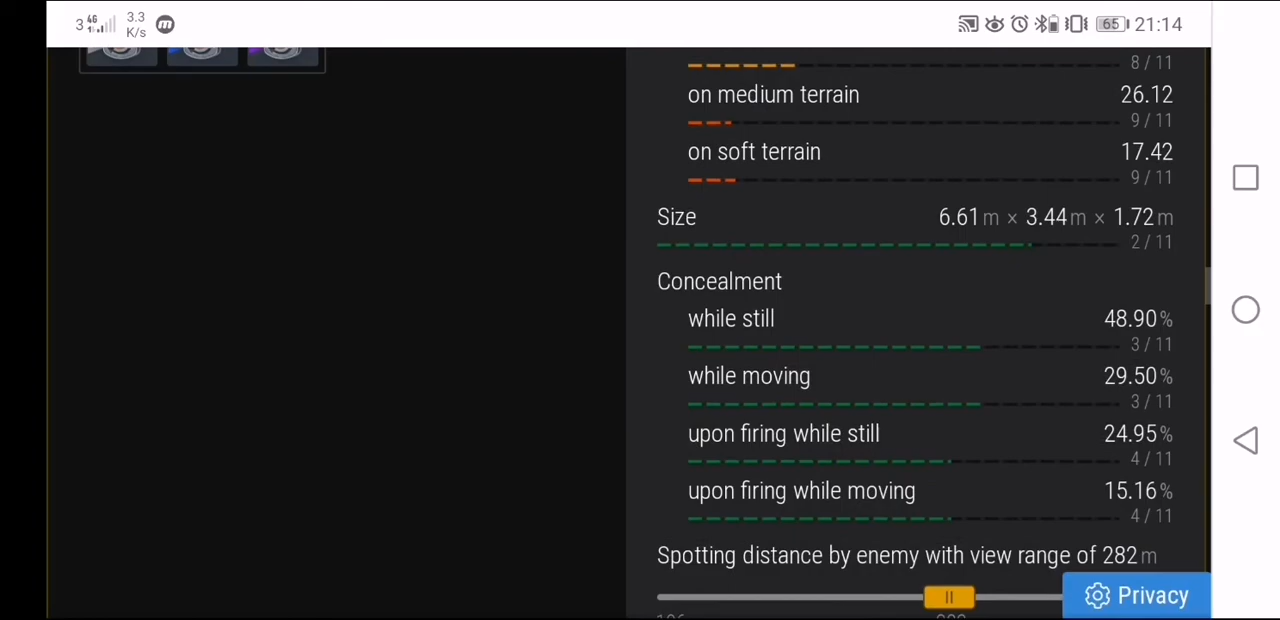 3 4G 3.3 K/s m 65 21:14
8 / 11
on medium terrain 26.12
9 / 11
on soft terrain 17.42
9 / 11
Size 6.61 m × 3.44 m × 1.72 m
2 / 11
Concealment
while still 48.90 %
3 / 11
while moving 29.50 %
3 / 11
upon firing while still 24.95 %
4 / 11
upon firing while moving 15.16 %
4 / 11
Spotting distance by enemy with view range of 282 m
Privacy